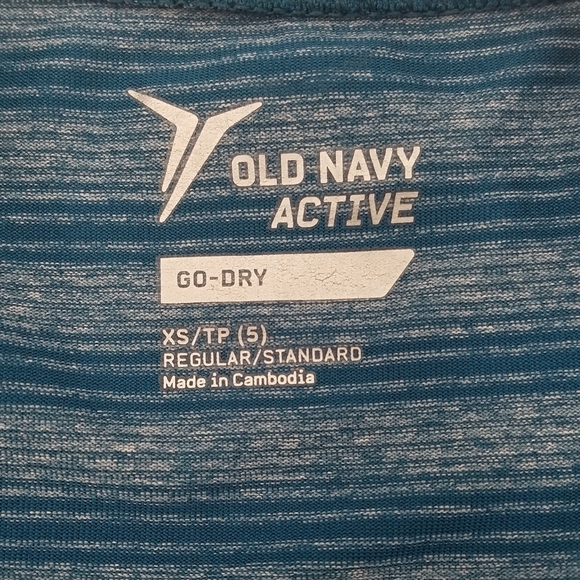 OLD NAVY
ACTIVE
GO-DRY
XS/TP (5)
REGULAR/STANDARD
Made in Cambodia